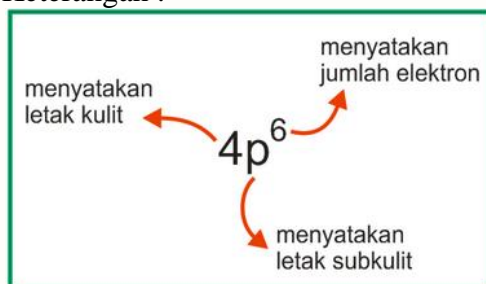 menyatakan
jumlah elektron
menyatakan
letak kulit
4p⁶
menyatakan
letak subkulit